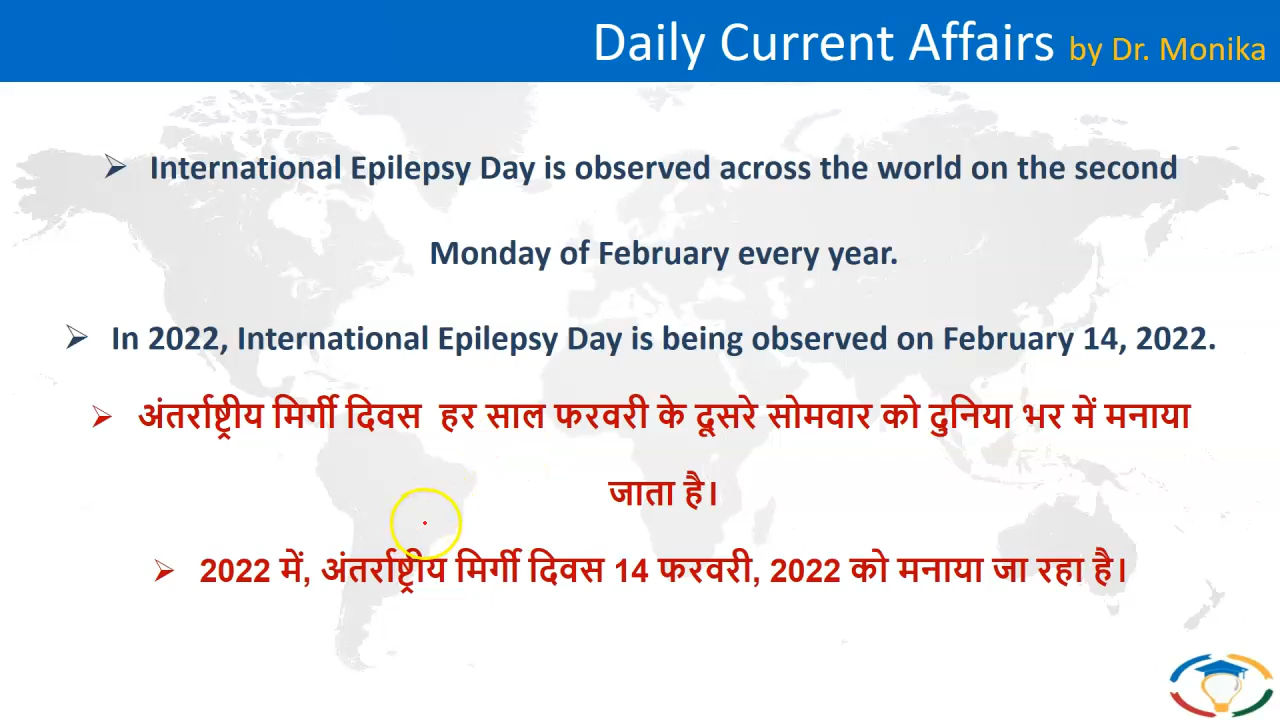 Daily Current Affairs by Dr. Monika
➢ International Epilepsy Day is observed across the world on the second
Monday of February every year.
➢ In 2022, International Epilepsy Day is being observed on February 14, 2022.
➢ अंतर्राष्ट्रीय मिर्गी दिवस हर साल फरवरी के दूसरे सोमवार को दुनिया भर में मनाया
जाता है।
➢ 2022 में, अंतर्राष्ट्रीय मिर्गी दिवस 14 फरवरी, 2022 को मनाया जा रहा है।